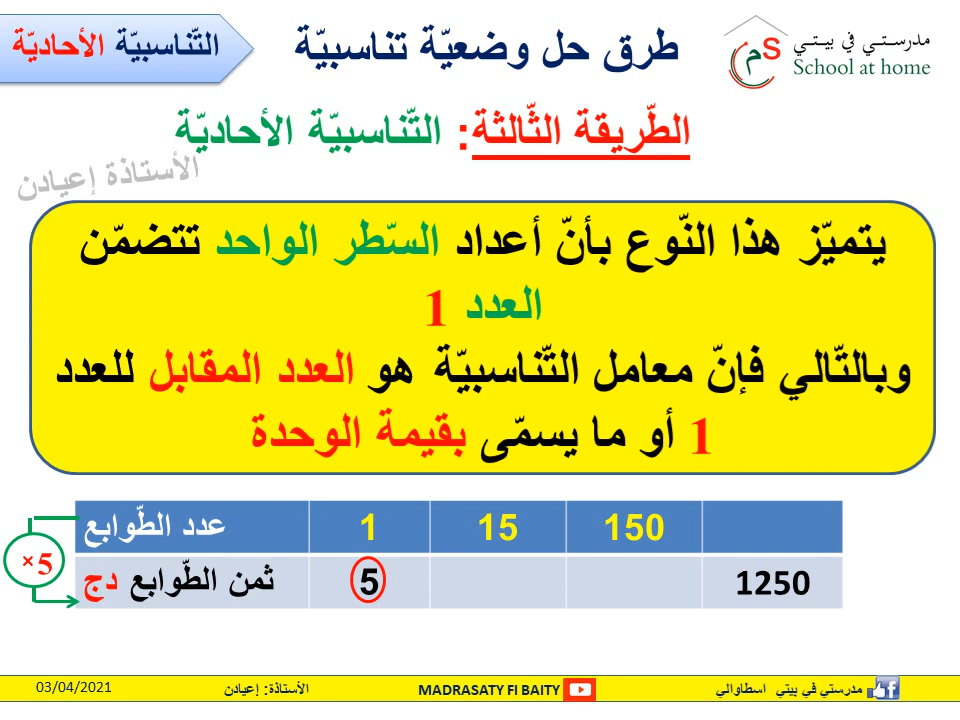 مدرستي في بيتي
School at home
م s
طرق حل وضعيّة تناسبيّة
التّناسبيّة الأحاديّة
الطّريقة الثّالثة: التّناسبيّة الأحاديّة
الأستاذة إعيادن
يتميّز هذا النّوع بأنّ أعداد السّطر الواحد تتضمّن
العدد 1
وبالتّالي فإنّ معامل التّناسبيّة هو العدد المقابل للعدد
1 أو ما يسمّى بقيمة الوحدة
عدد الطّوابع 1 15 150
ثمن الطّوابع دج 5 1250
×5
03/04/2021
الأستاذة: إعيادن
MADRASATY FI BAITY
مدرستي في بيتي اسطاوالي